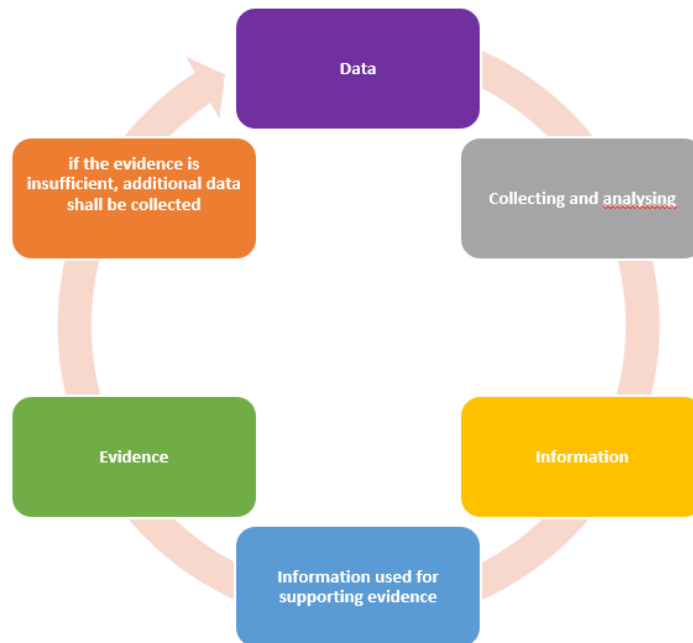 Data
Collecting and analysing
Information
Information used for
supporting evidence
Evidence
if the evidence is
insufficient, additional data
shall be collected